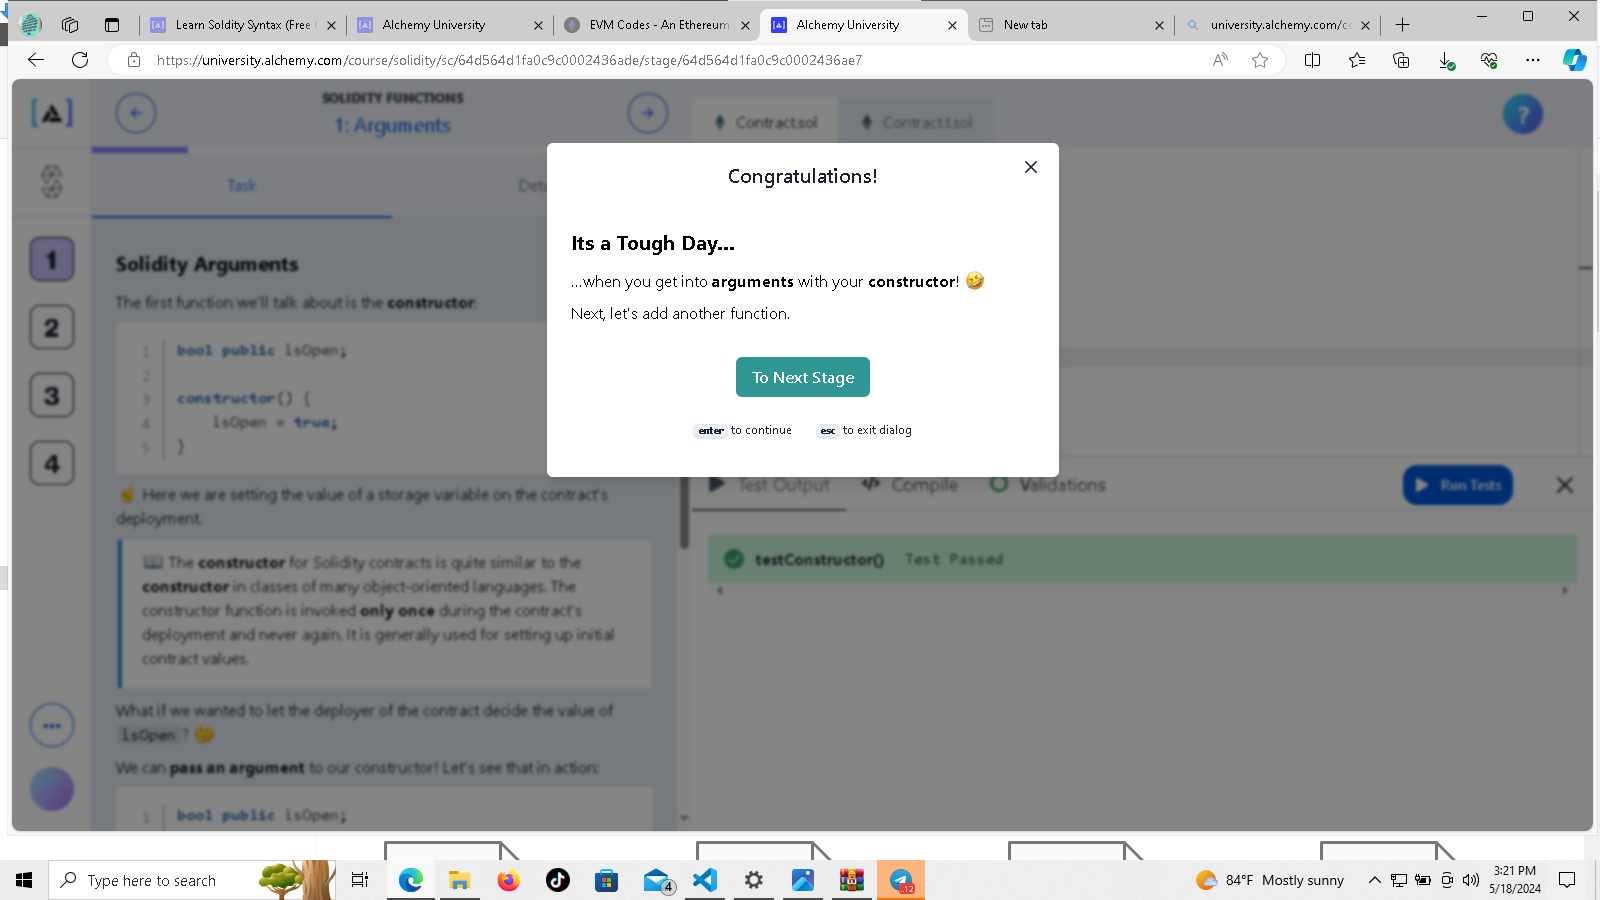 Learn Soldity Syntax (Free
Alchemy University
EVM Codes - An Ethereum
Alchemy University
New tab
university.alchemy.com/cc
https://university.alchemy.com/course/solidity/sc/64d564d1fa0c9c0002436ade/stage/64d564d1fa0c9c0002436ae7
SOLIDITY FUNCTIONS
1: Arguments
Contract.sol
Contract.t.sol
?
Task
Deta
1
2
3
4
Solidity Arguments
The first function we'll talk about is the constructor:
1 bool public isOpen;
2
3 constructor() {
4 isOpen = true;
5 }
☝️ Here we are setting the value of a storage variable on the contract's
deployment.
📖 The constructor for Solidity contracts is quite similar to the
constructor in classes of many object-oriented languages. The
constructor function is invoked only once during the contract's
deployment and never again. It is generally used for setting up initial
contract values.
What if we wanted to let the deployer of the contract decide the value of
isOpen? 🤔
We can pass an argument to our constructor! Let's see that in action:
1 bool public isOpen;
Congratulations!
Its a Tough Day...
...when you get into arguments with your constructor! 🤣
Next, let's add another function.
To Next Stage
enter to continue esc to exit dialog
Test Output
Compile
Validations
Run Tests
testConstructor() Test Passed
Type here to search
4
12
84°F Mostly sunny
3:21 PM
5/18/2024